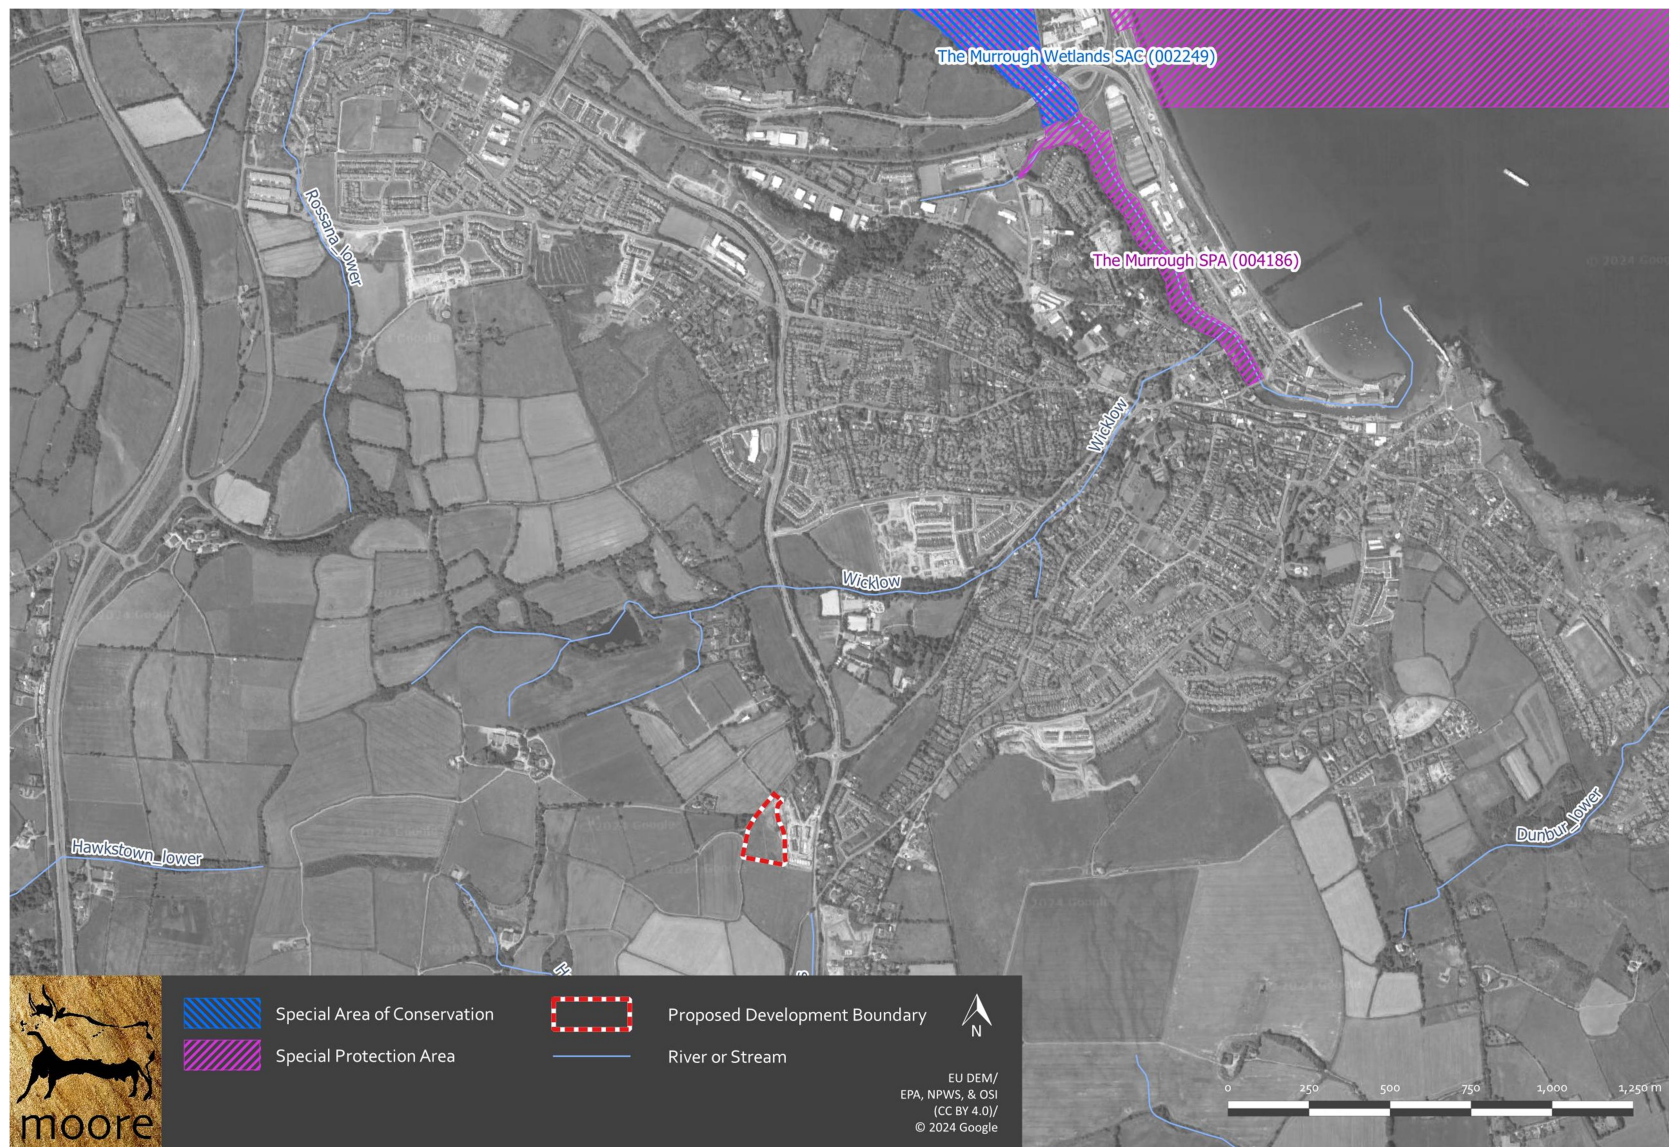 The Murrough Wetlands SAC (002249)
Rossana_lower
The Murrough SPA (004186)
© 2024 Goog
Wicklow
Wicklow
Hawkstown_lower
Dunbur_lower
H
s
Special Area of Conservation
Special Protection Area
Proposed Development Boundary
River or Stream
N
EU DEM/
EPA, NPWS, & OSI
(CC BY 4.0)/
© 2024 Google
0 250 500 750 1,000 1,250 m
moore